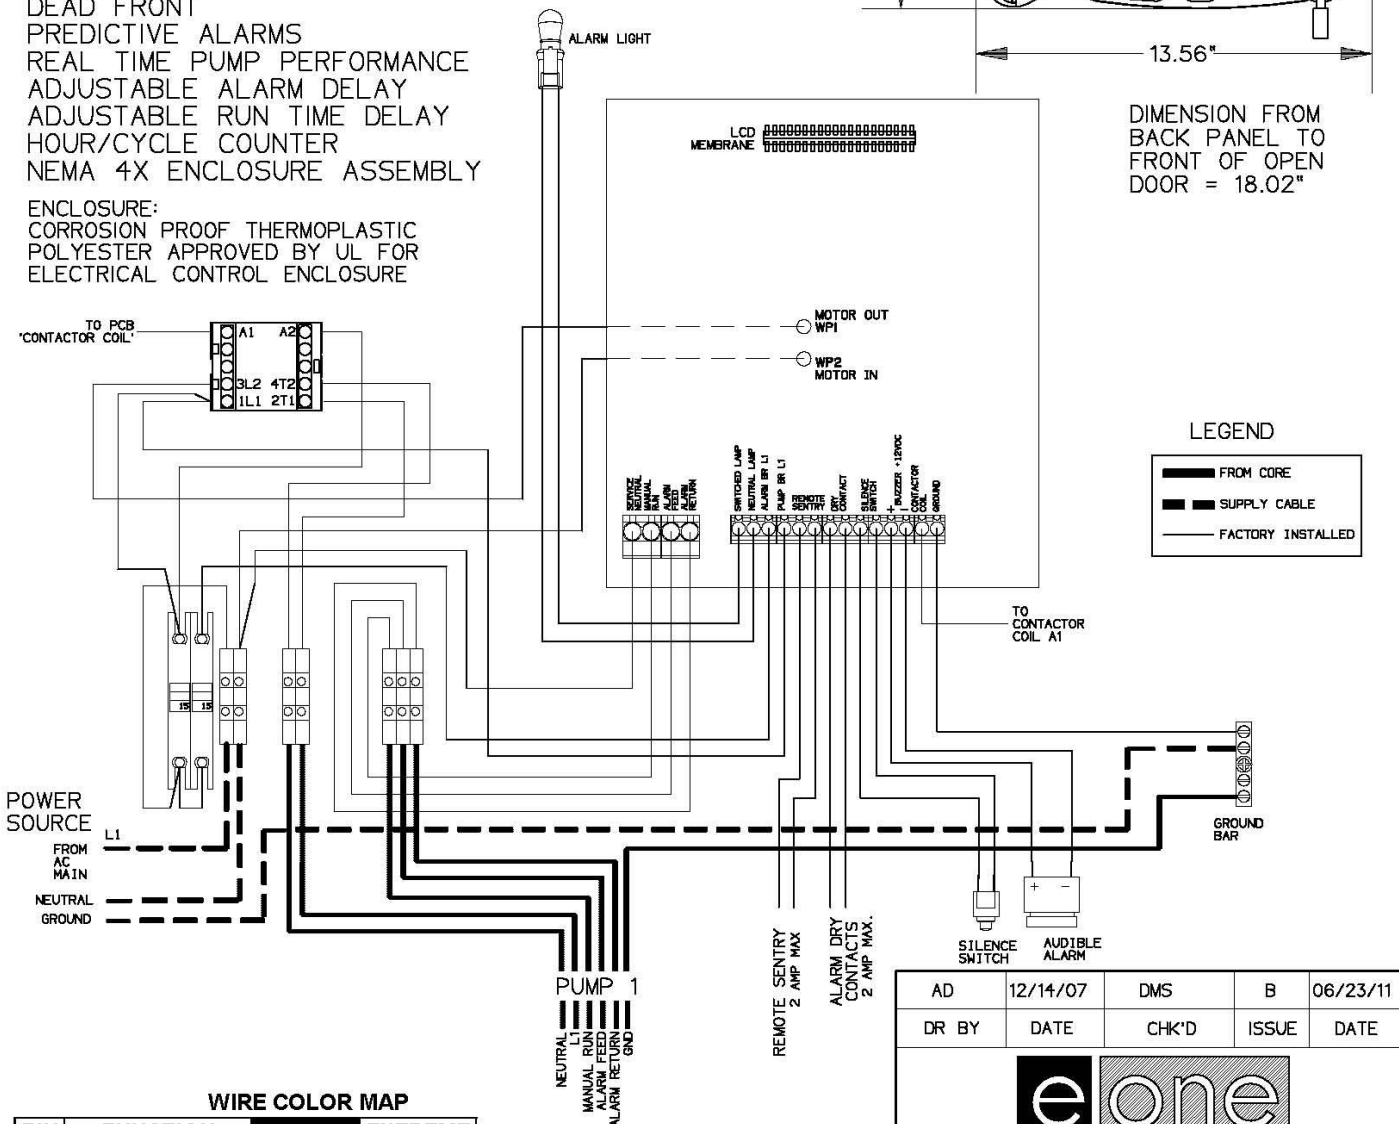 DEAD FRONT
PREDICTIVE ALARMS
REAL TIME PUMP PERFORMANCE
ADJUSTABLE ALARM DELAY
ADJUSTABLE RUN TIME DELAY
HOUR/CYCLE COUNTER
NEMA 4X ENCLOSURE ASSEMBLY
ENCLOSURE:
CORROSION PROOF THERMOPLASTIC
POLYESTER APPROVED BY UL FOR
ELECTRICAL CONTROL ENCLOSURE
ALARM LIGHT
13.56"
DIMENSION FROM
BACK PANEL TO
FRONT OF OPEN
DOOR = 18.02"
LCD
MEMBRANE
TO PCB
'CONTACTOR COIL'
A1 A2
3L2 4T2
1L1 2T1
MOTOR OUT
WP1
WP2
MOTOR IN
LEGEND
FROM CORE
SUPPLY CABLE
FACTORY INSTALLED
SERVICE
NEUTRAL
MANUAL
RUN
ALARM
FEED
ALARM
RETURN
SWITCHED LAMP
NEUTRAL LAMP
ALARM BR L1
PUMP BR L1
REMOTE
SENTRY
DRY
CONTACT
SILENCE
SWITCH
+
BUZZER +12VDC
-
CONTACTOR
COIL
GROUND
TO
CONTACTOR
COIL A1
15 15
POWER
SOURCE
L1
FROM
AC
MAIN
NEUTRAL
GROUND
GROUND
BAR
+ -
SILENCE
SWITCH
AUDIBLE
ALARM
REMOTE SENTRY
2 AMP MAX
ALARM DRY
CONTACTS
2 AMP MAX.
PUMP 1
NEUTRAL
L1
MANUAL RUN
ALARM FEED
ALARM RETURN
GND
AD 12/14/07 DMS B 06/23/11
DR BY DATE CHK'D ISSUE DATE
e one
WIRE COLOR MAP